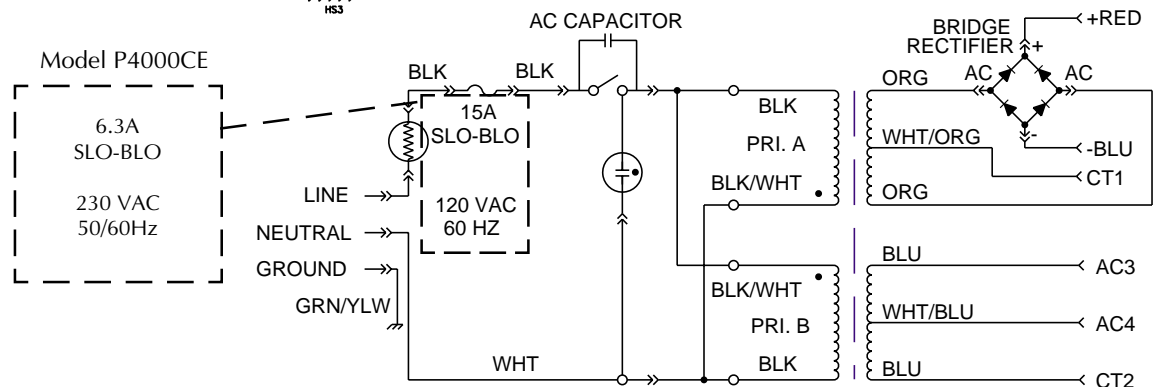 HS3
Model P4000CE
6.3A
SLO-BLO
230 VAC
50/60Hz
AC CAPACITOR
BLK
BLK
15A
SLO-BLO
120 VAC
60 HZ
LINE
NEUTRAL
GROUND
GRN/YLW
WHT
BLK
PRI. A
BLK/WHT
BLK/WHT
PRI. B
BLK
ORG
WHT/ORG
ORG
BRIDGE
RECTIFIER
+
AC
AC
-
+RED
-BLU
CT1
BLU
AC3
WHT/BLU
AC4
BLU
CT2